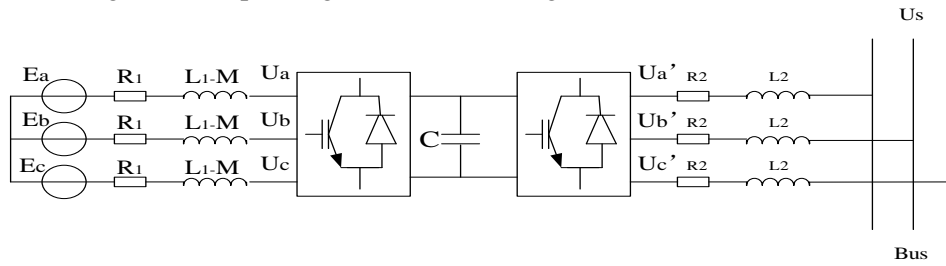 Us
Ea R1 L1-M Ua Ua' R2 L2
Eb R1 L1-M Ub C Ub' R2 L2
Ec R1 L1-M Uc Uc' R2 L2
Bus